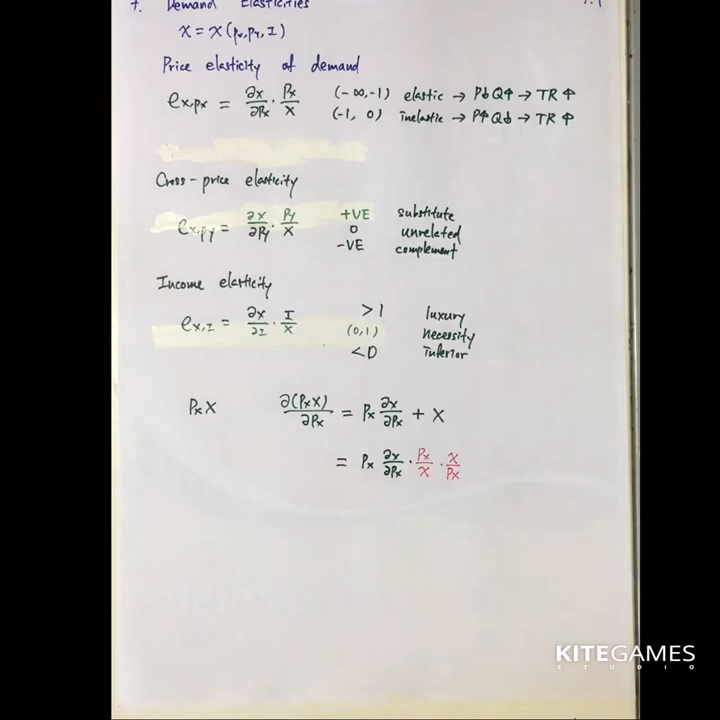 7. Demand Elasticities
X = X(Px, Py, I)
Price elasticity of demand
ex,px = ∂x/∂Px · Px/X (-∞,-1) elastic → P↓ Q↑ → TR ↑
(-1, 0) inelastic → P↑ Q↓ → TR ↑
Cross-price elasticity
ex,py = ∂x/∂Py · Py/X +VE substitute
0 unrelated
-VE complement
Income elasticity
ex,I = ∂x/∂I · I/X >1 luxury
(0,1) necessity
<0 inferior
PxX ∂(PxX)/∂Px = Px ∂x/∂Px + X
= Px ∂x/∂Px · Px/X · X/Px
KITEGAMES
STUDIO